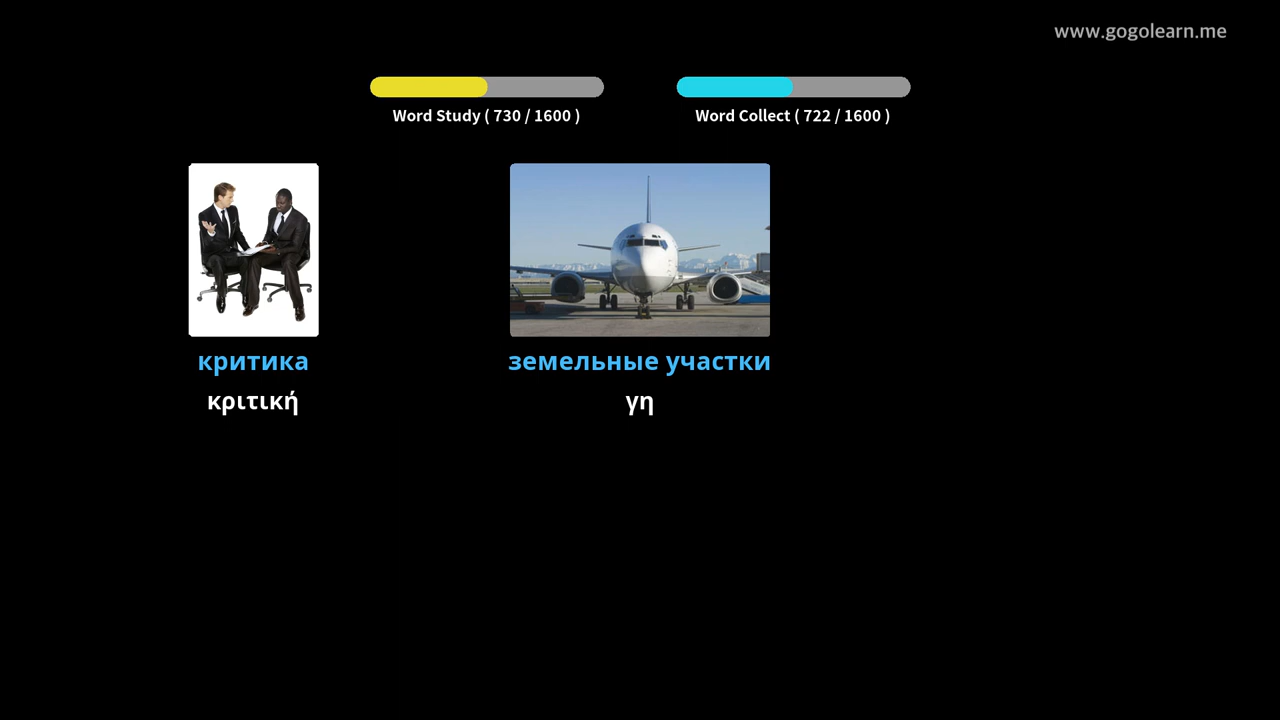 www.gogolearn.me
Word Study ( 730 / 1600 )
Word Collect ( 722 / 1600 )
критика
земельные участки
κριτική
γη